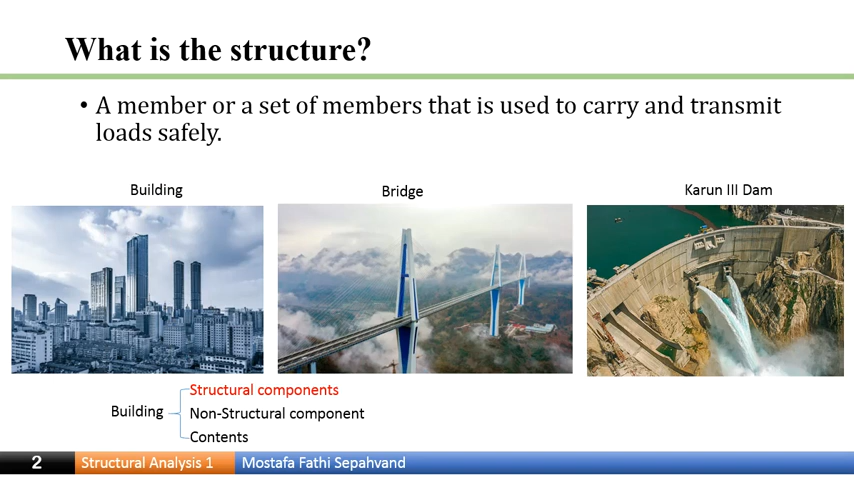 What is the structure?
• A member or a set of members that is used to carry and transmit
loads safely.
Building
Bridge
Karun III Dam
Building
Structural components
Non-Structural component
Contents
2
Structural Analysis 1
Mostafa Fathi Sepahvand